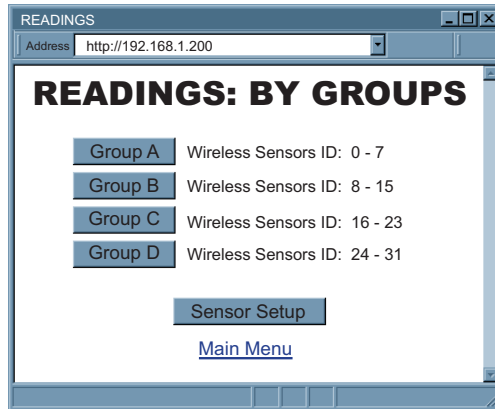 READINGS
Address http://192.168.1.200
READINGS: BY GROUPS
Group A Wireless Sensors ID: 0 - 7
Group B Wireless Sensors ID: 8 - 15
Group C Wireless Sensors ID: 16 - 23
Group D Wireless Sensors ID: 24 - 31
Sensor Setup
Main Menu